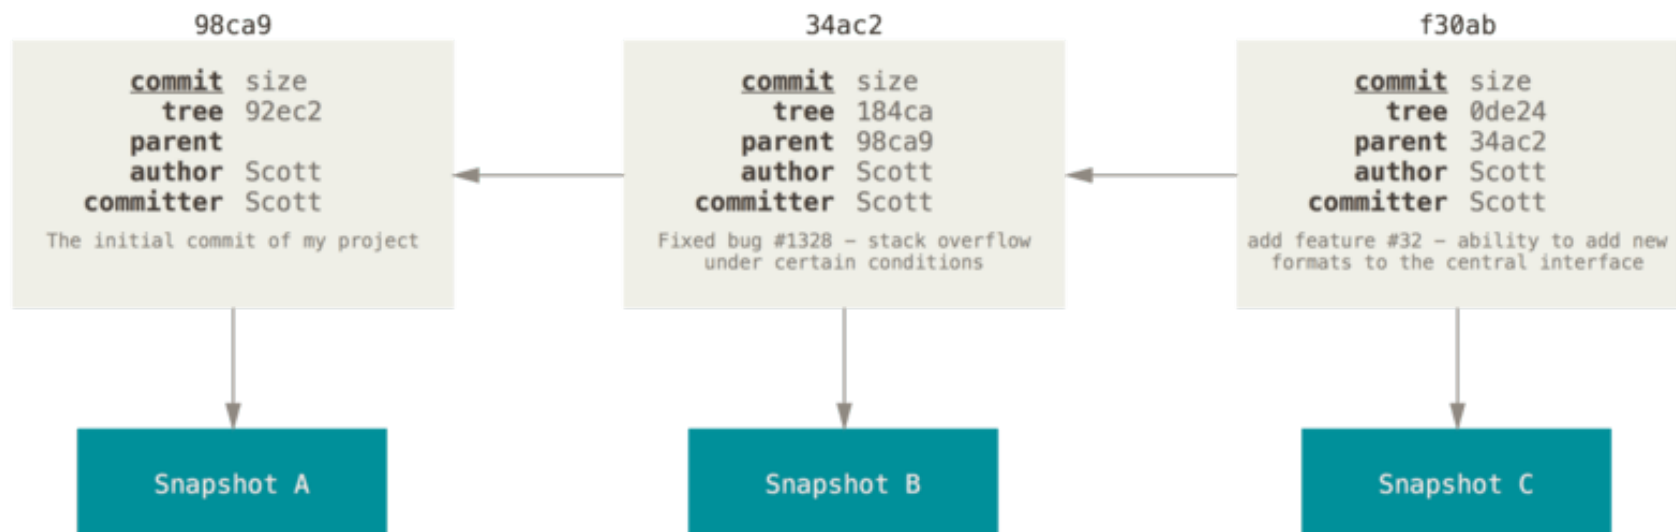 98ca9
commit size
tree 92ec2
parent
author Scott
committer Scott
The initial commit of my project
Snapshot A
34ac2
commit size
tree 184ca
parent 98ca9
author Scott
committer Scott
Fixed bug #1328 – stack overflow
under certain conditions
Snapshot B
f30ab
commit size
tree 0de24
parent 34ac2
author Scott
committer Scott
add feature #32 – ability to add new
formats to the central interface
Snapshot C